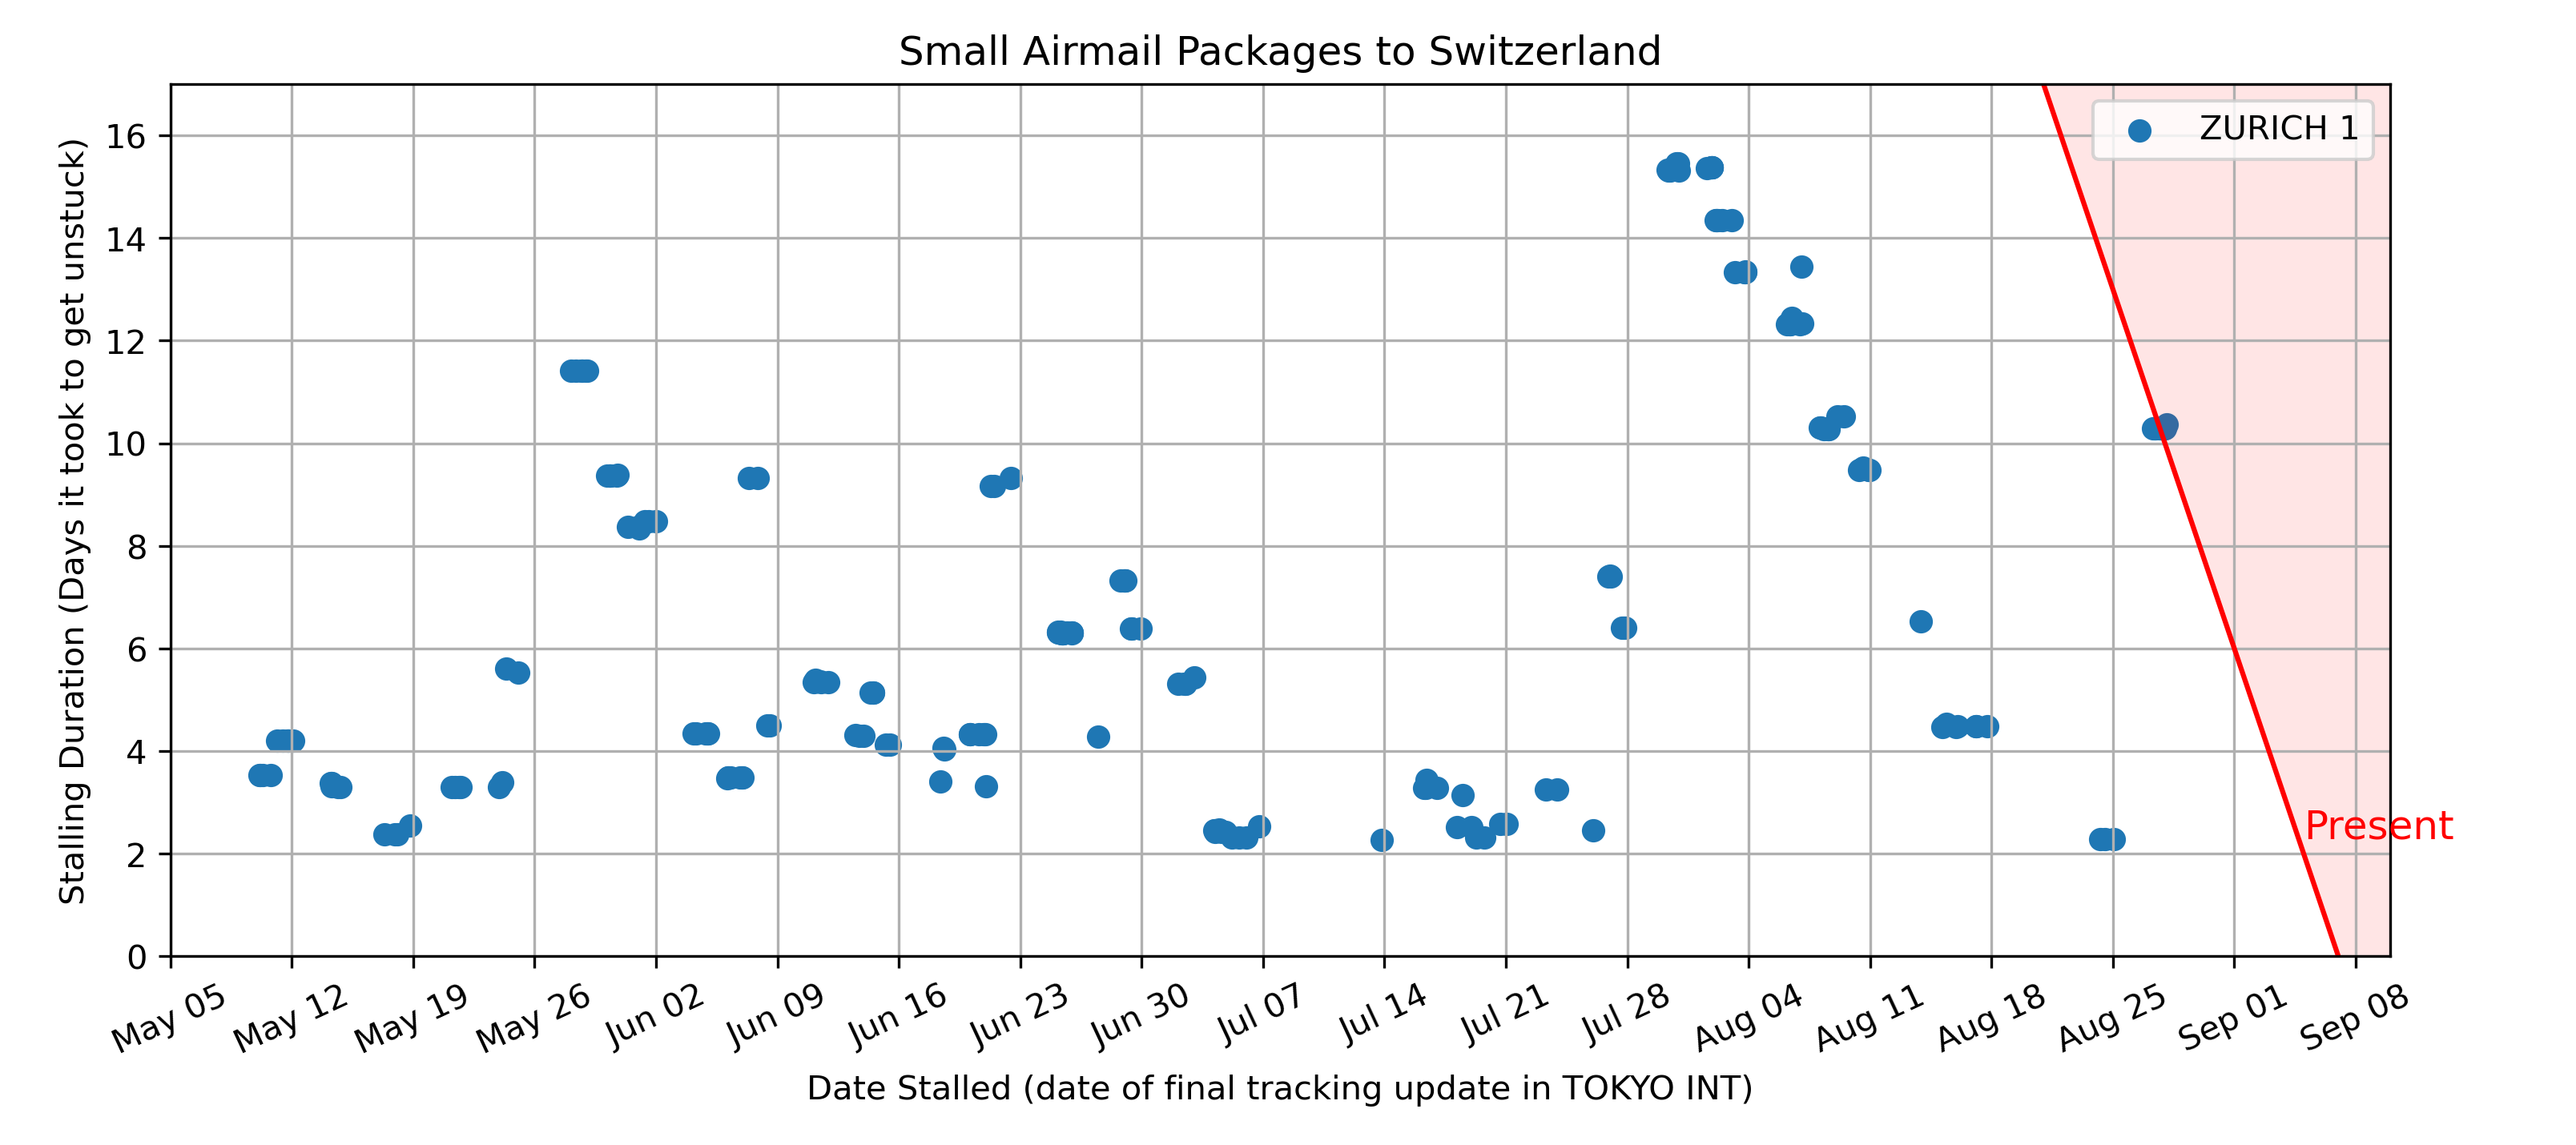 Small Airmail Packages to Switzerland
ZURICH 1
Stalling Duration (Days it took to get unstuck)
16
14
12
10
8
6
4
2
0
Present
May 05
May 12
May 19
May 26
Jun 02
Jun 09
Jun 16
Jun 23
Jun 30
Jul 07
Jul 14
Jul 21
Jul 28
Aug 04
Aug 11
Aug 18
Aug 25
Sep 01
Sep 08
Date Stalled (date of final tracking update in TOKYO INT)